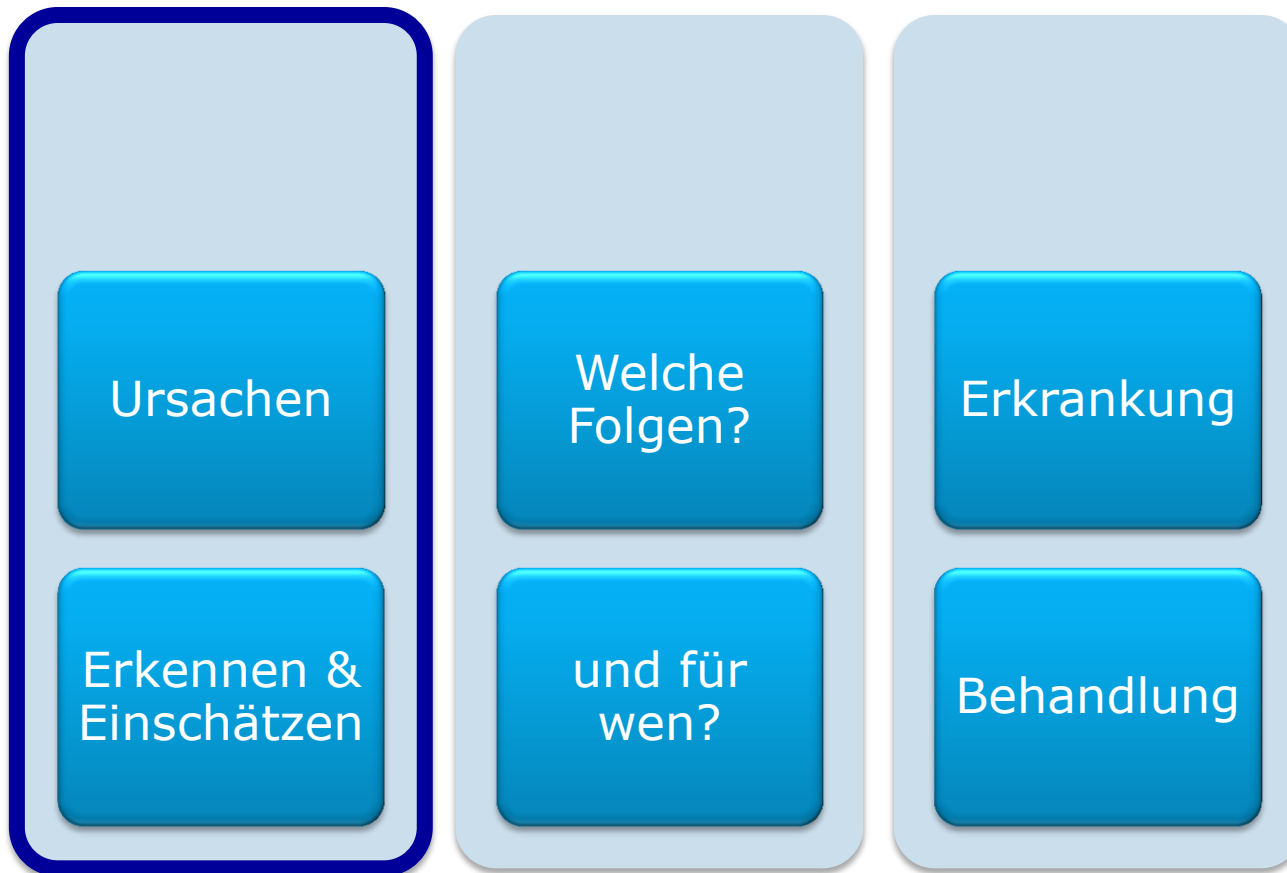 Ursachen
Erkennen &
Einschätzen
Welche
Folgen?
und für
wen?
Erkrankung
Behandlung